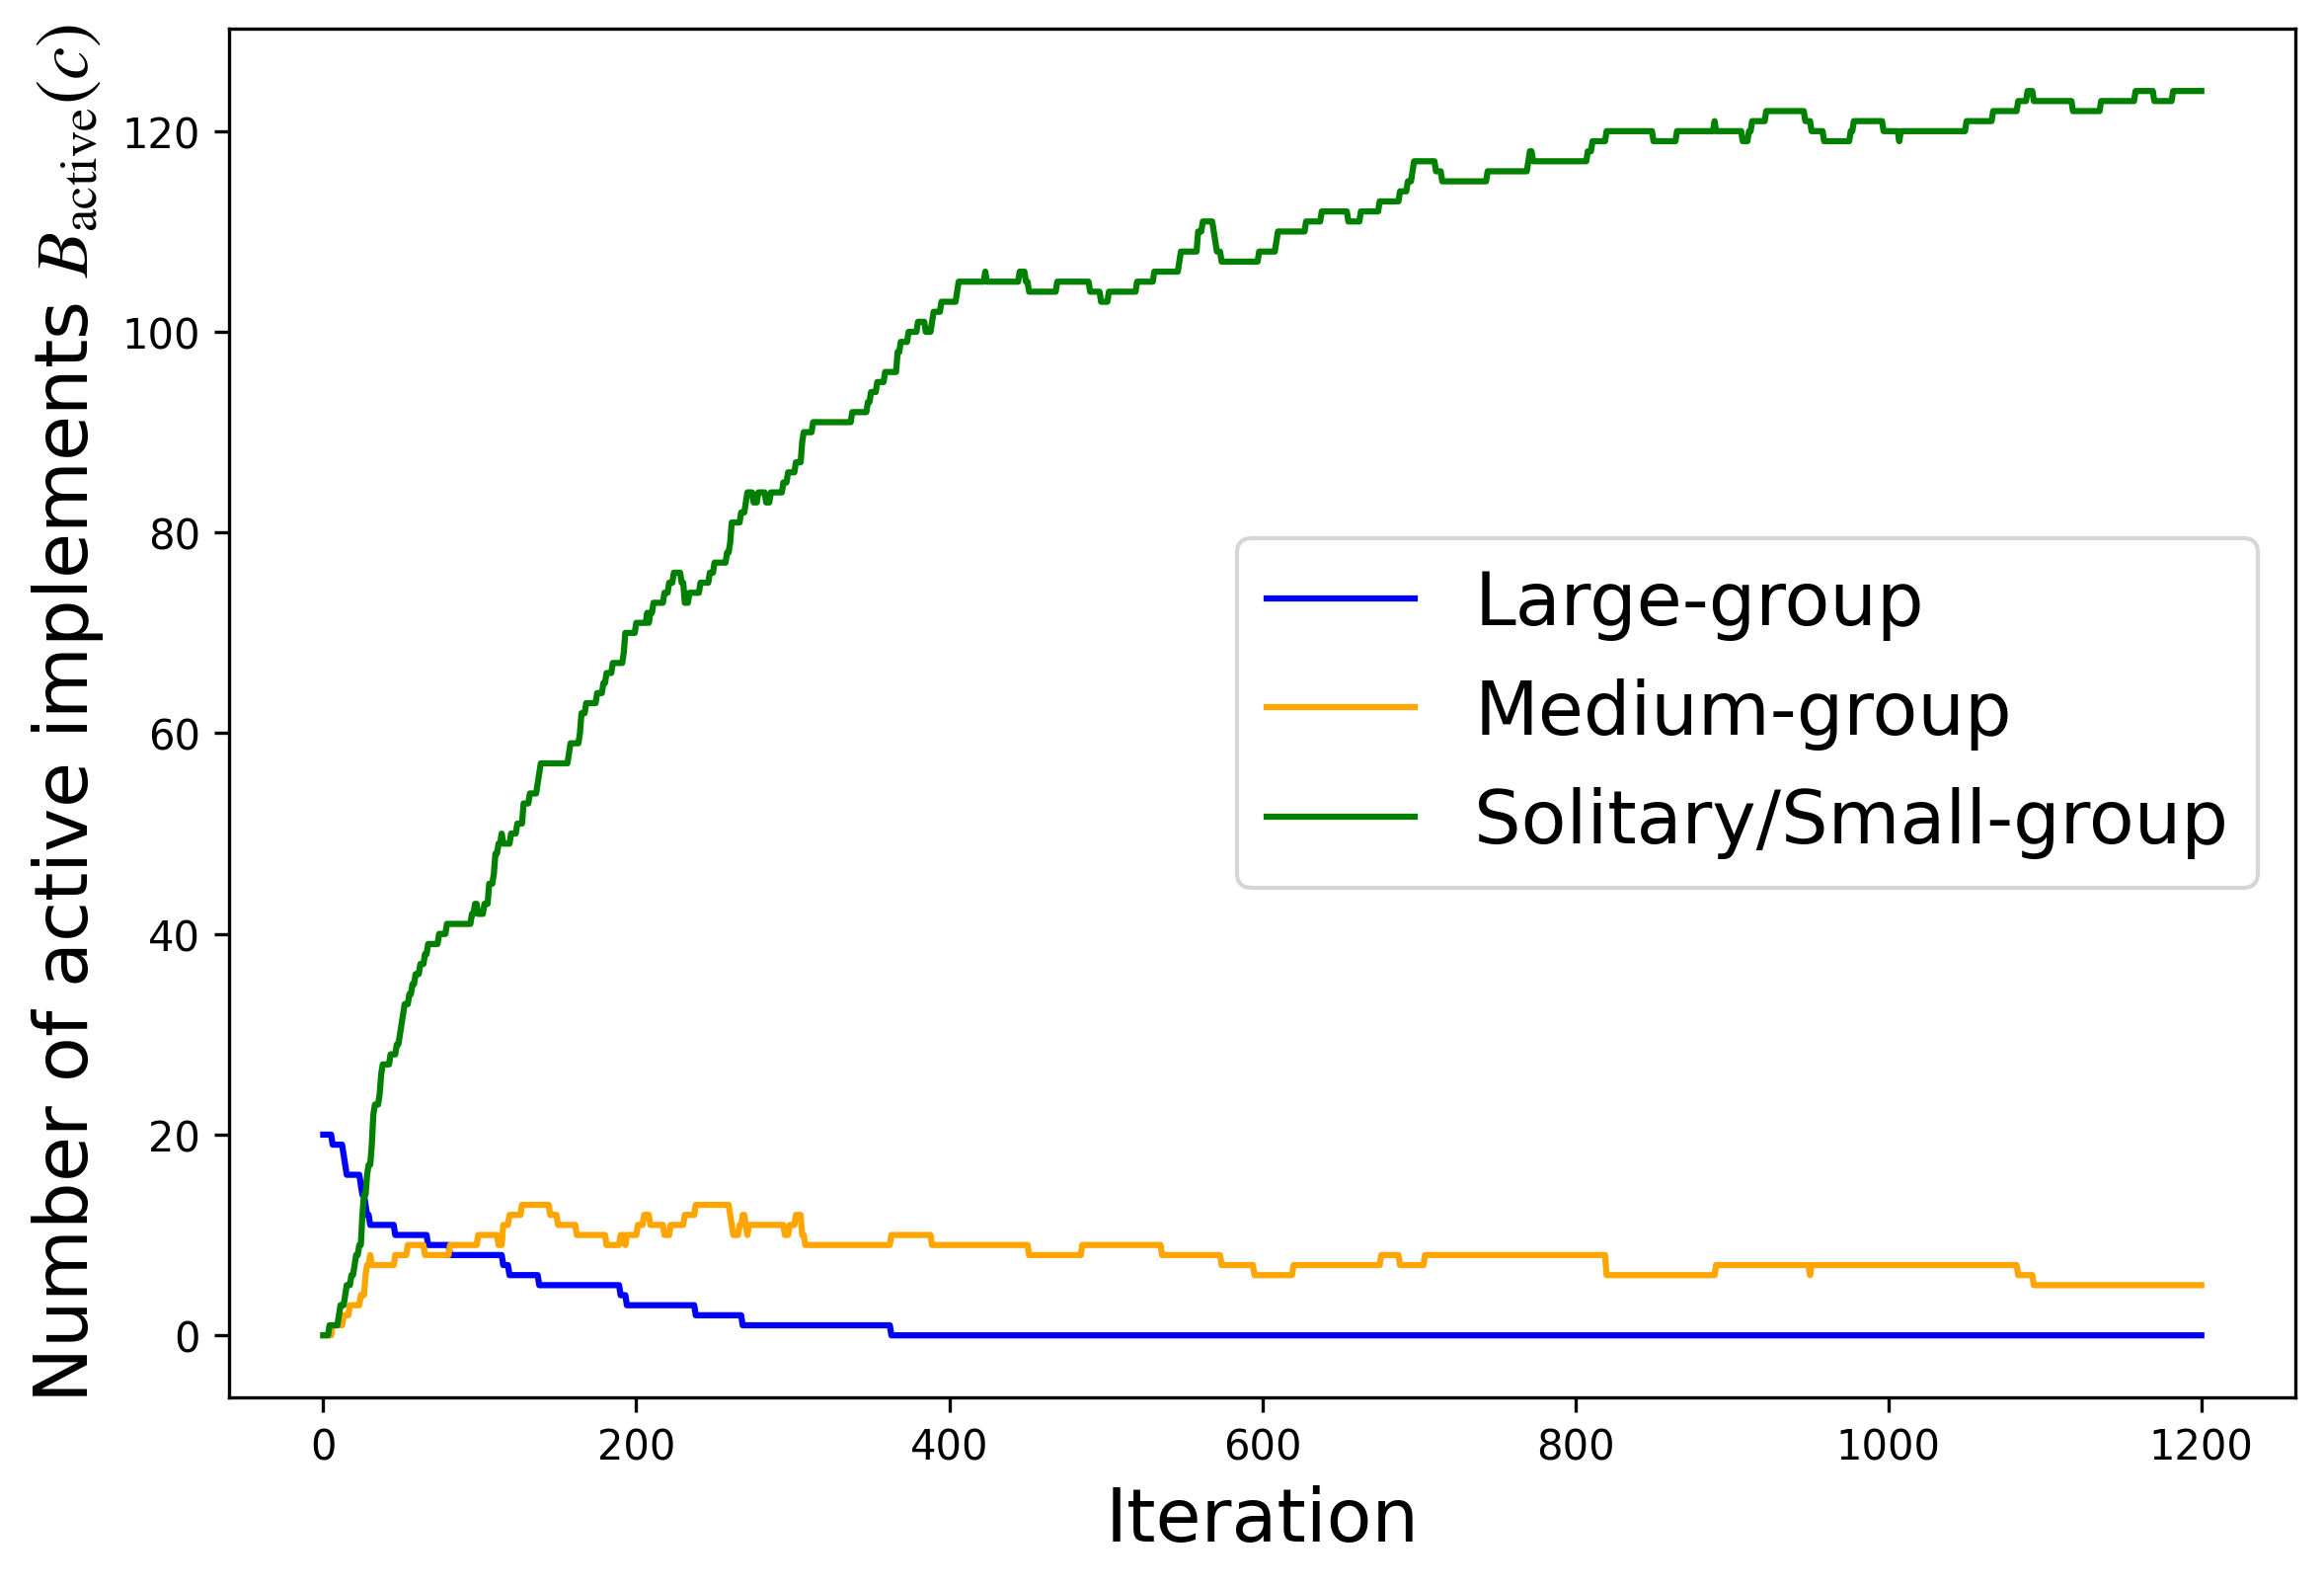 Number of active implements B_active(c)
120
100
80
60
40
20
0
Large-group
Medium-group
Solitary/Small-group
0 200 400 600 800 1000 1200
Iteration